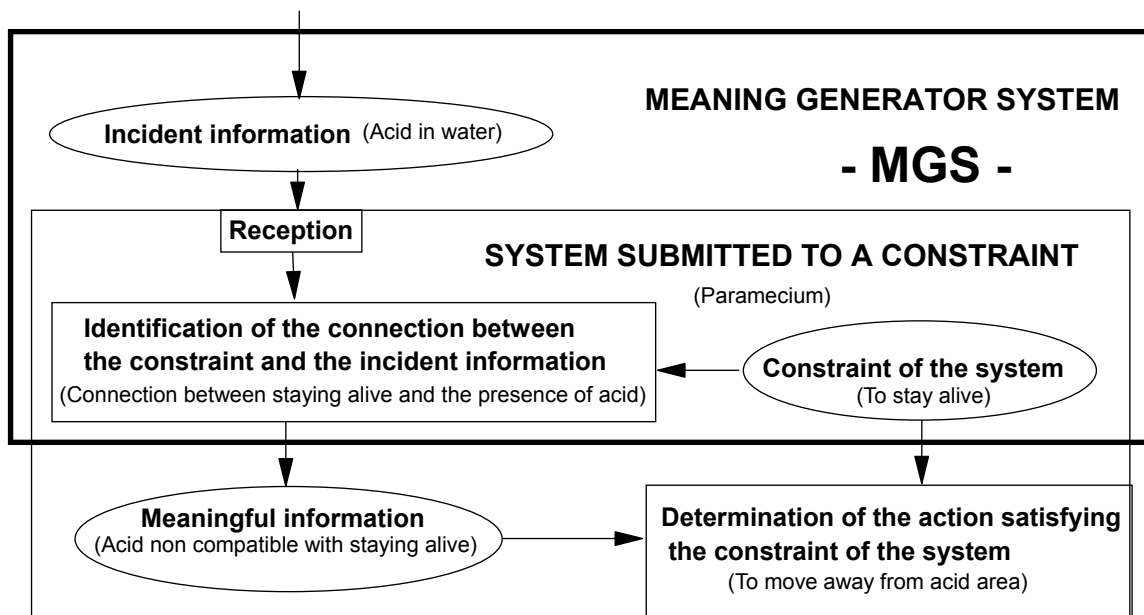 MEANING GENERATOR SYSTEM
- MGS -
Incident information (Acid in water)
Reception
SYSTEM SUBMITTED TO A CONSTRAINT
(Paramecium)
Identification of the connection between
the constraint and the incident information
(Connection between staying alive and the presence of acid)
Constraint of the system
(To stay alive)
Meaningful information
(Acid non compatible with staying alive)
Determination of the action satisfying
the constraint of the system
(To move away from acid area)